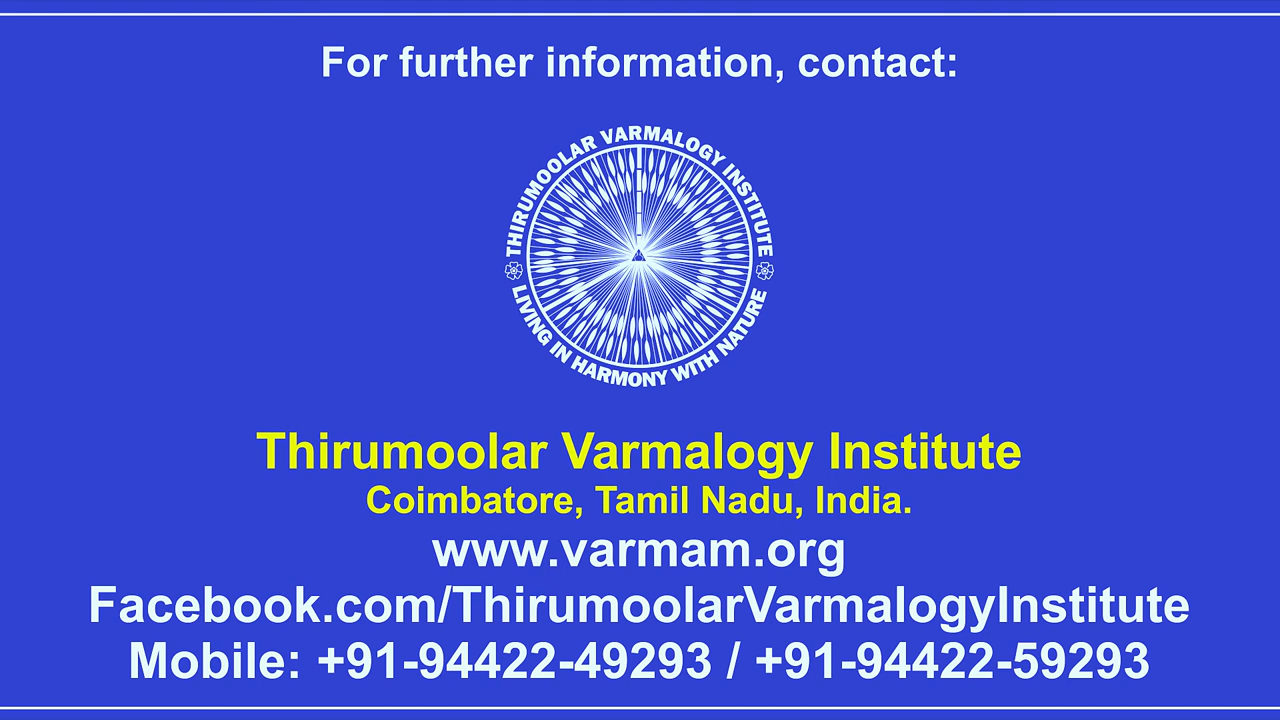 For further information, contact:
THIRUMOOLAR VARMALOGY INSTITUTE
LIVING IN HARMONY WITH NATURE
Thirumoolar Varmalogy Institute
Coimbatore, Tamil Nadu, India.
www.varmam.org
Facebook.com/ThirumoolarVarmalogyInstitute
Mobile: +91-94422-49293 / +91-94422-59293